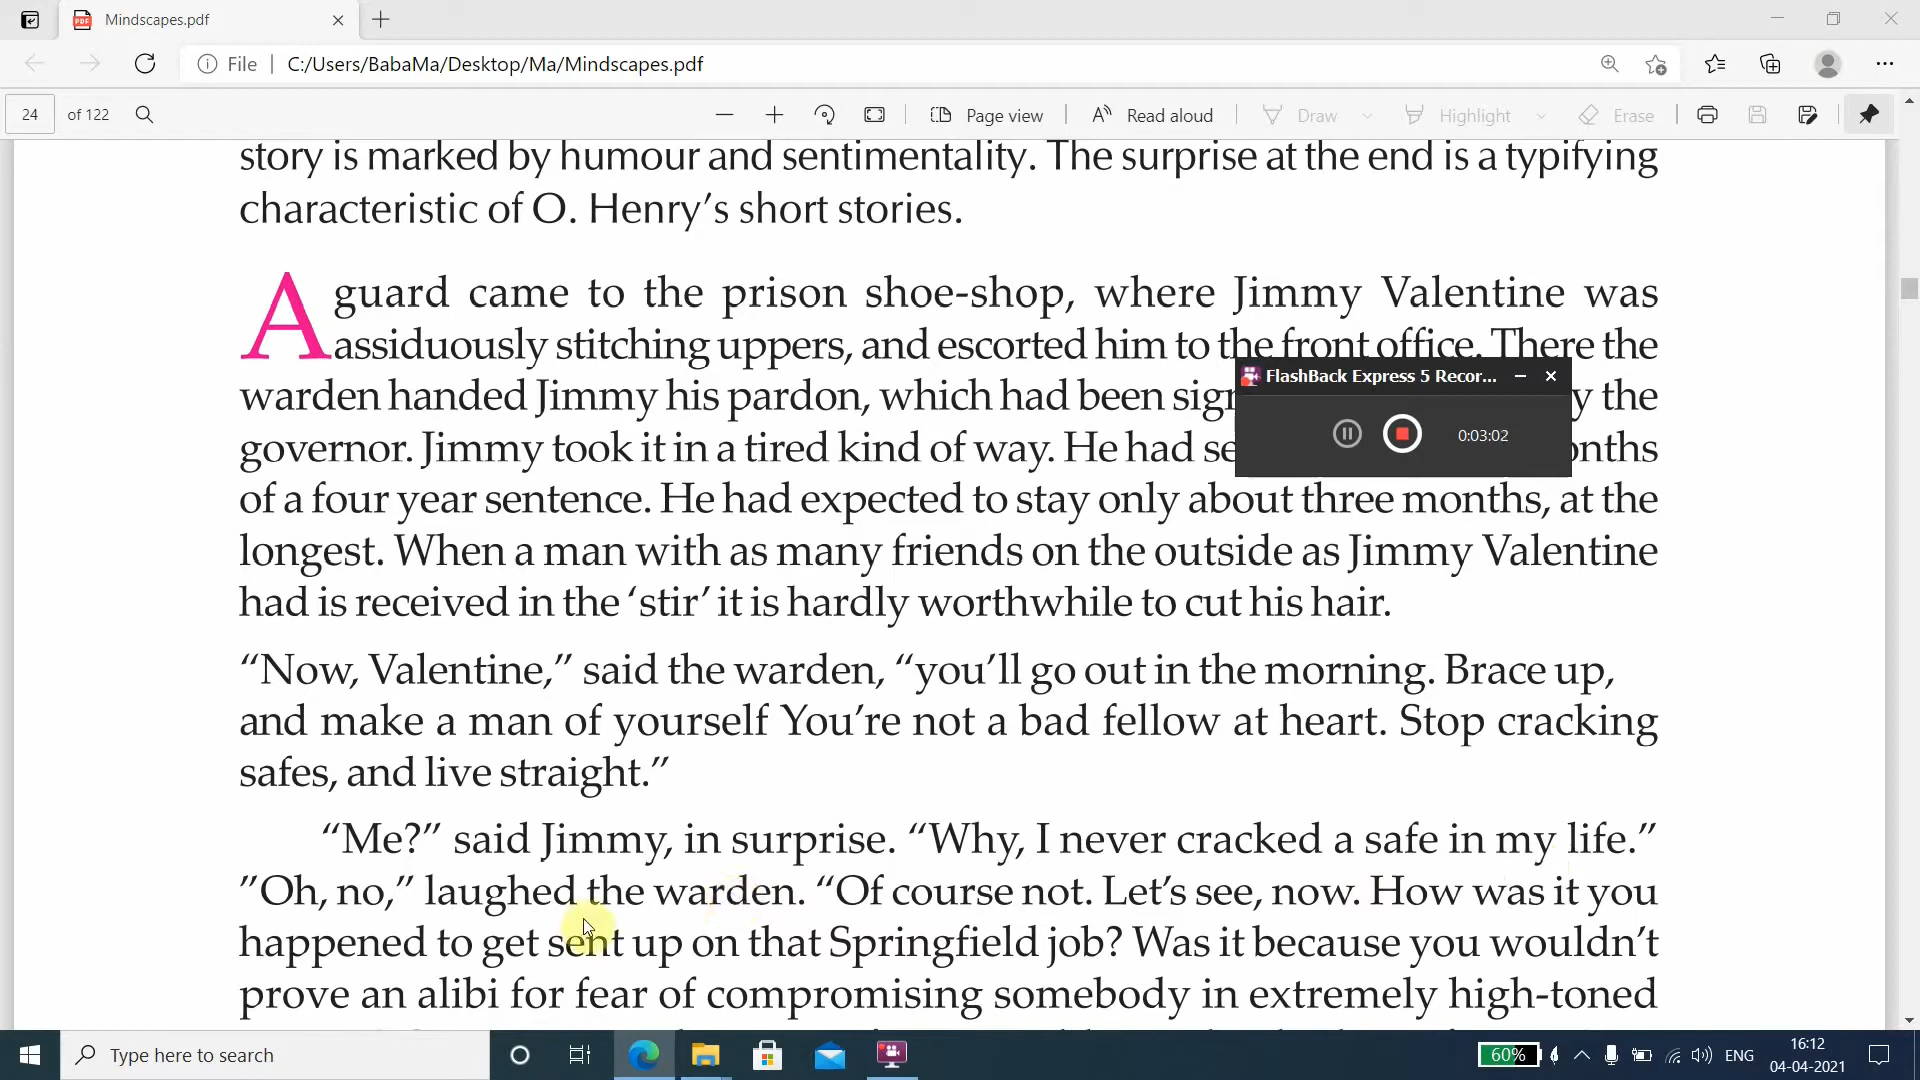 Mindscapes.pdf
File | C:/Users/BabaMa/Desktop/Ma/Mindscapes.pdf
24 of 122 Page view Read aloud Draw Highlight Erase
story is marked by humour and sentimentality. The surprise at the end is a typifying
characteristic of O. Henry’s short stories.
A guard came to the prison shoe-shop, where Jimmy Valentine was
assiduously stitching uppers, and escorted him to the front office. There the
warden handed Jimmy his pardon, which had been sig y the
governor. Jimmy took it in a tired kind of way. He had se onths
of a four year sentence. He had expected to stay only about three months, at the
longest. When a man with as many friends on the outside as Jimmy Valentine
had is received in the ‘stir’ it is hardly worthwhile to cut his hair.
FlashBack Express 5 Recor...
0:03:02
“Now, Valentine,” said the warden, “you’ll go out in the morning. Brace up,
and make a man of yourself You’re not a bad fellow at heart. Stop cracking
safes, and live straight.”
“Me?” said Jimmy, in surprise. “Why, I never cracked a safe in my life.”
”Oh, no,” laughed the warden. “Of course not. Let’s see, now. How was it you
happened to get sent up on that Springfield job? Was it because you wouldn’t
prove an alibi for fear of compromising somebody in extremely high-toned
Type here to search
60%
ENG
16:12
04-04-2021